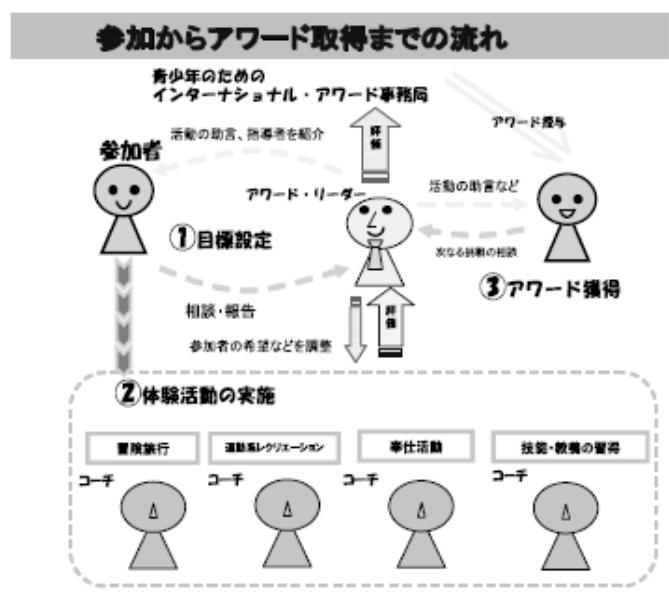 参加からアワード取得までの流れ
青少年のための
インターナショナル・アワード事務局
アワード授与
活動の助言、指導者を紹介
評価
参加者
アワード・リーダー
活動の助言など
①目標設定
次なる挑戦の相談
③アワード獲得
相談・報告
評価
参加者の希望などを調整
②体験活動の実施
冒険旅行
運動系レクリエーション
奉仕活動
技能・教養の習得
コーチ
コーチ
コーチ
コーチ